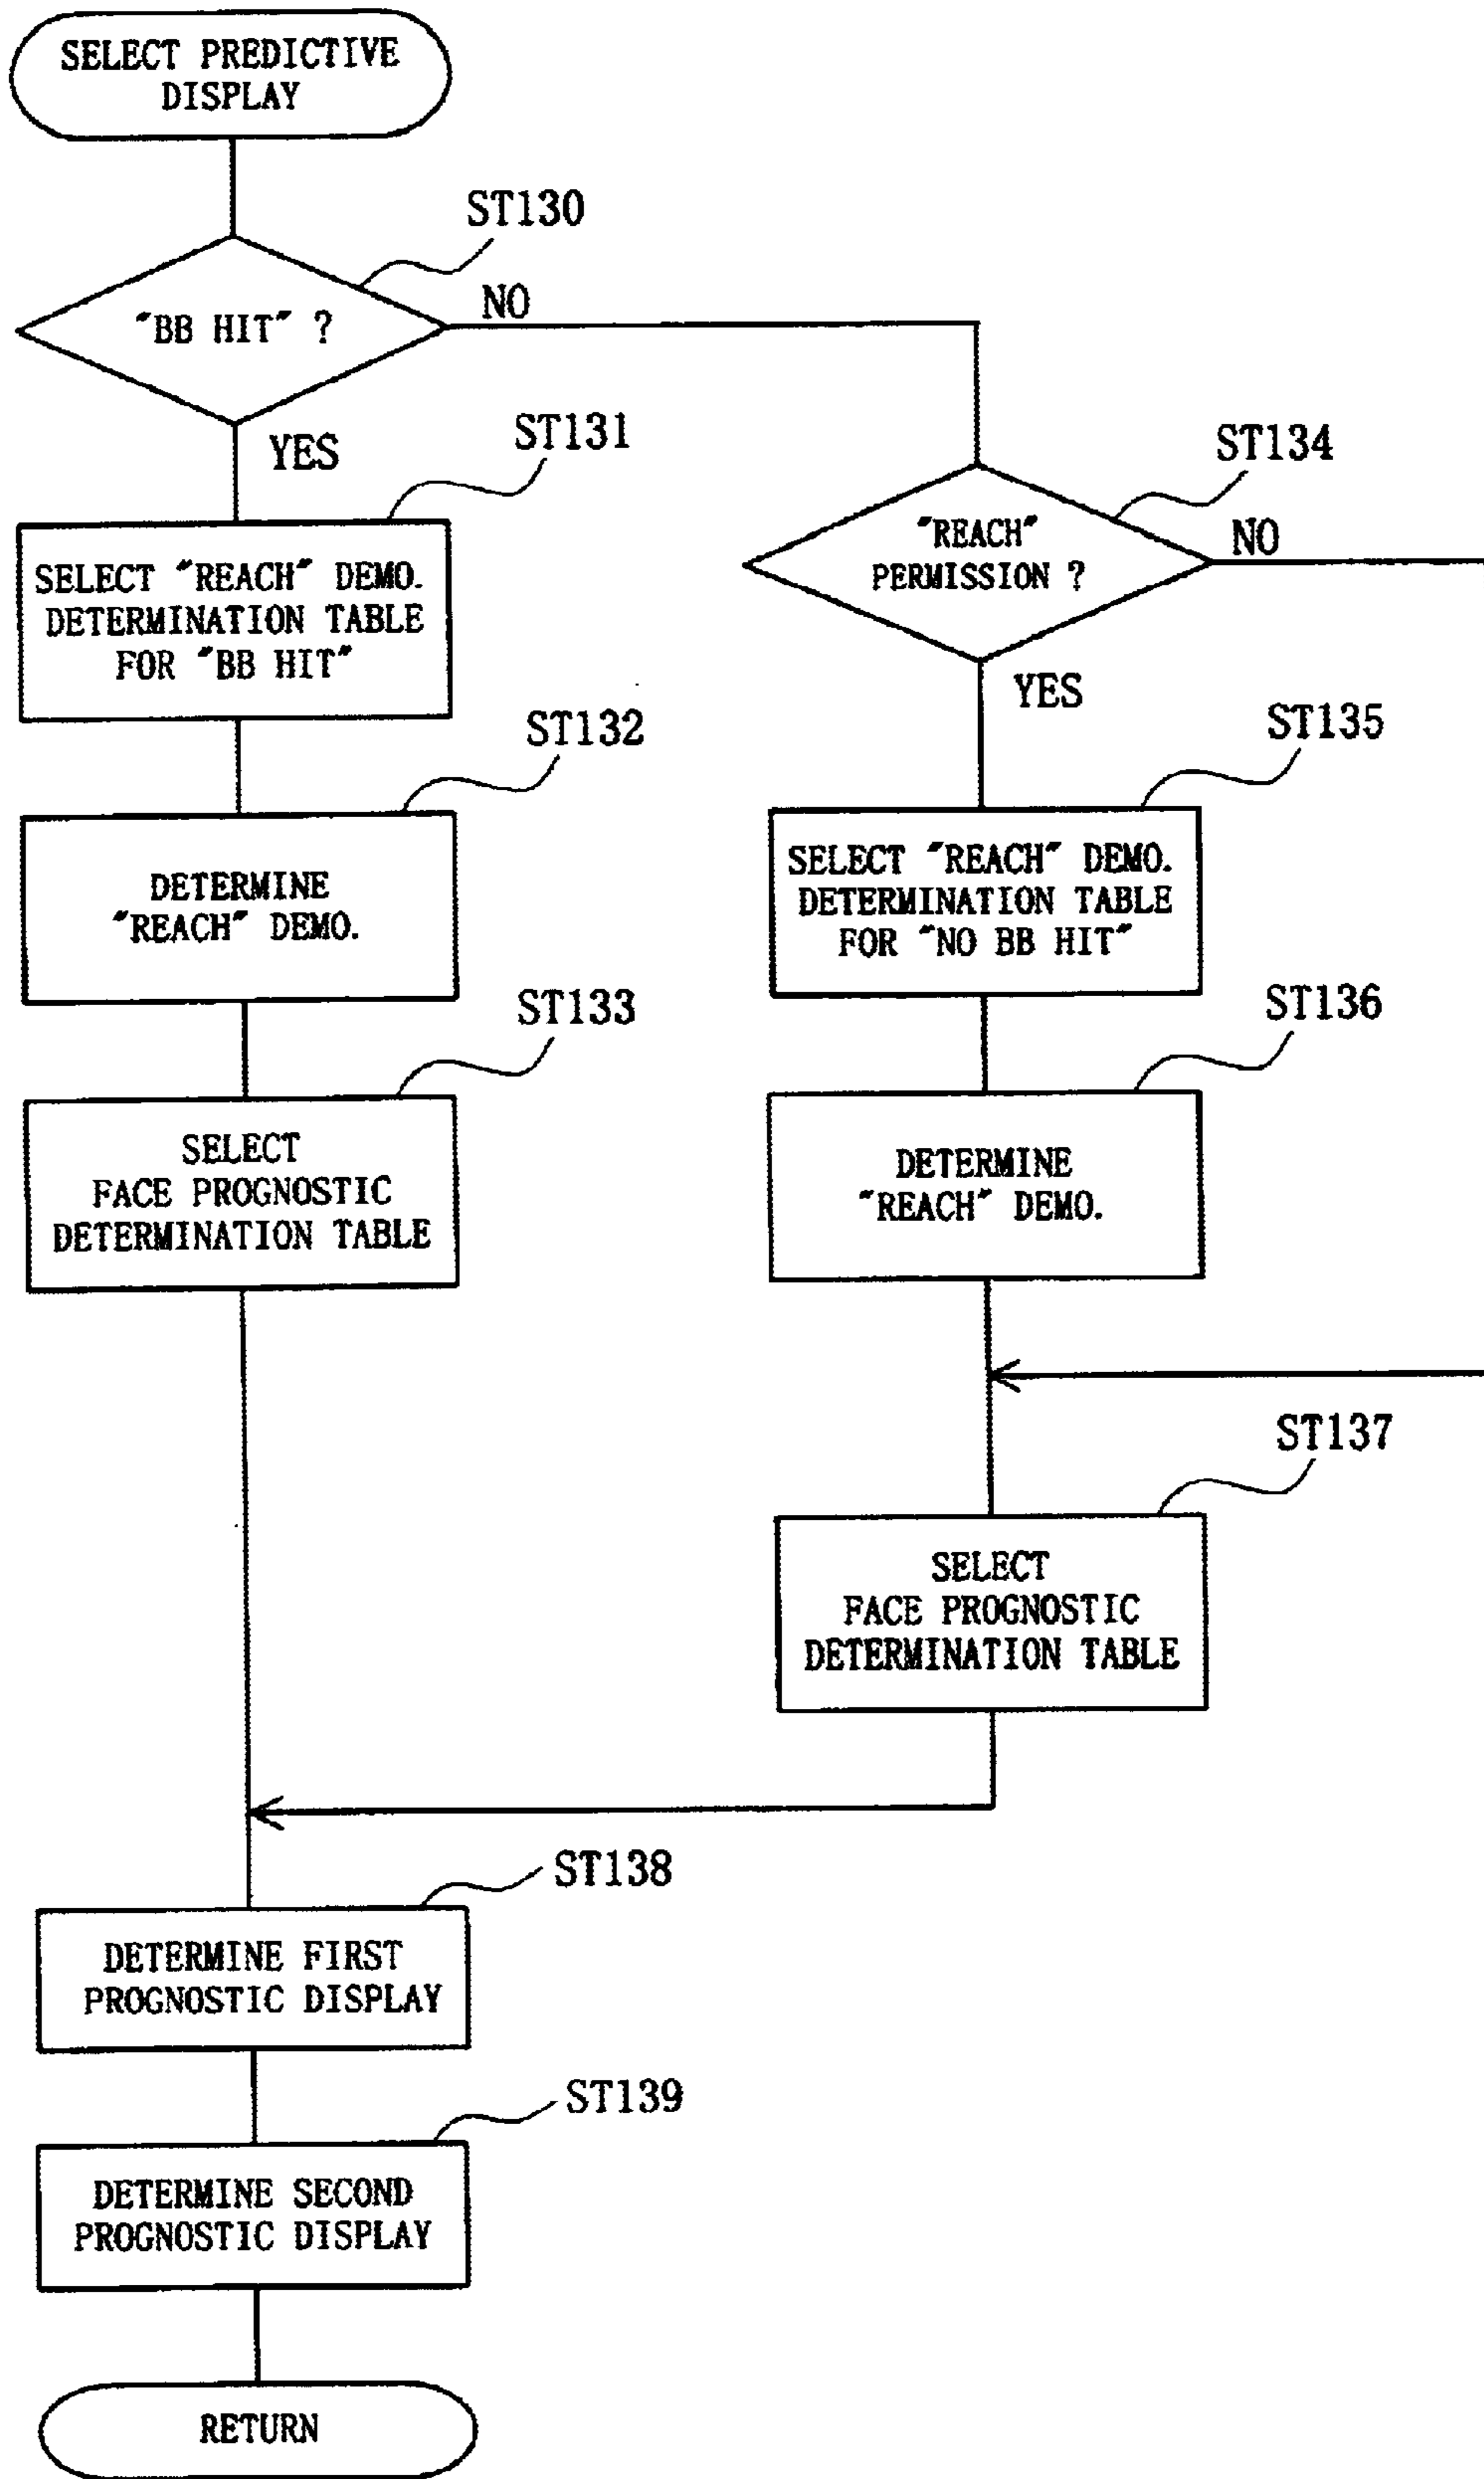 SELECT PREDICTIVE
DISPLAY
ST130
"BB HIT" ?
NO
YES
ST131
SELECT "REACH" DEMO.
DETERMINATION TABLE
FOR "BB HIT"
ST132
DETERMINE
"REACH" DEMO.
ST133
SELECT
FACE PROGNOSTIC
DETERMINATION TABLE
ST134
"REACH"
PERMISSION ?
NO
YES
ST135
SELECT "REACH" DEMO.
DETERMINATION TABLE
FOR "NO BB HIT"
ST136
DETERMINE
"REACH" DEMO.
ST137
SELECT
FACE PROGNOSTIC
DETERMINATION TABLE
ST138
DETERMINE FIRST
PROGNOSTIC DISPLAY
ST139
DETERMINE SECOND
PROGNOSTIC DISPLAY
RETURN